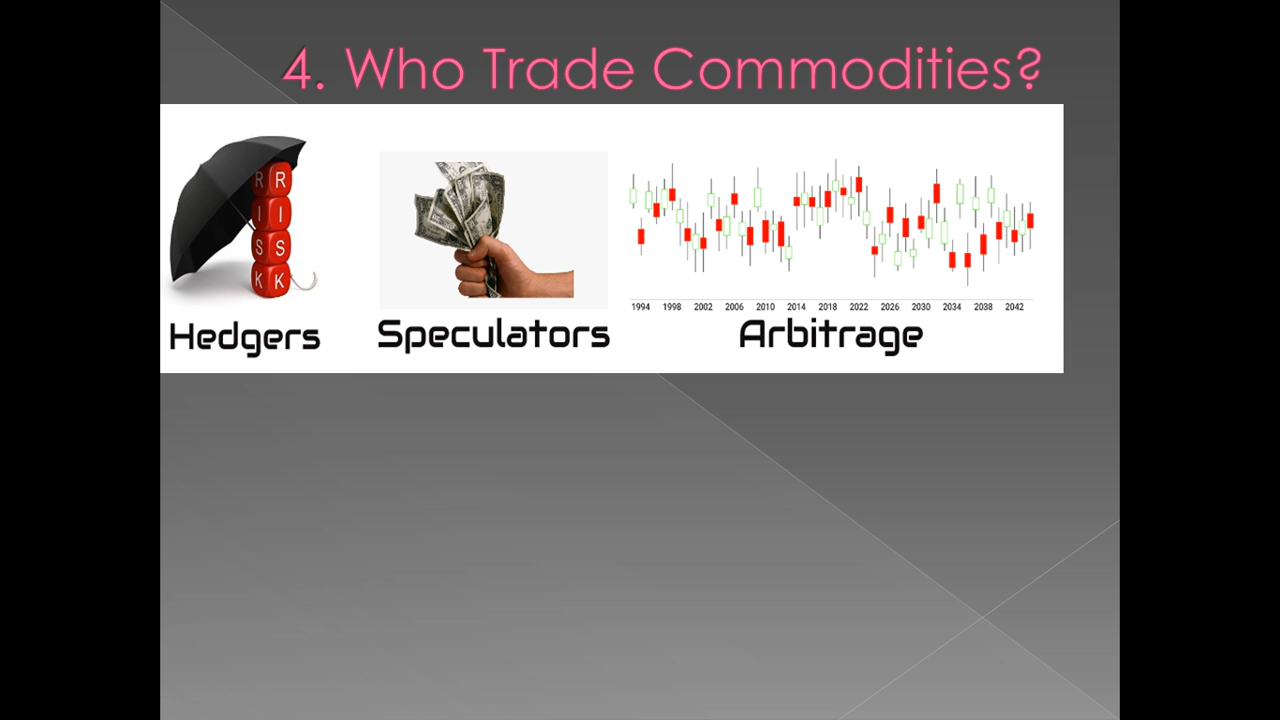 4. Who Trade Commodities?
R R
I I
S S
K K
1994 1998 2002 2006 2010 2014 2018 2022 2026 2030 2034 2038 2042
Hedgers
Speculators
Arbitrage